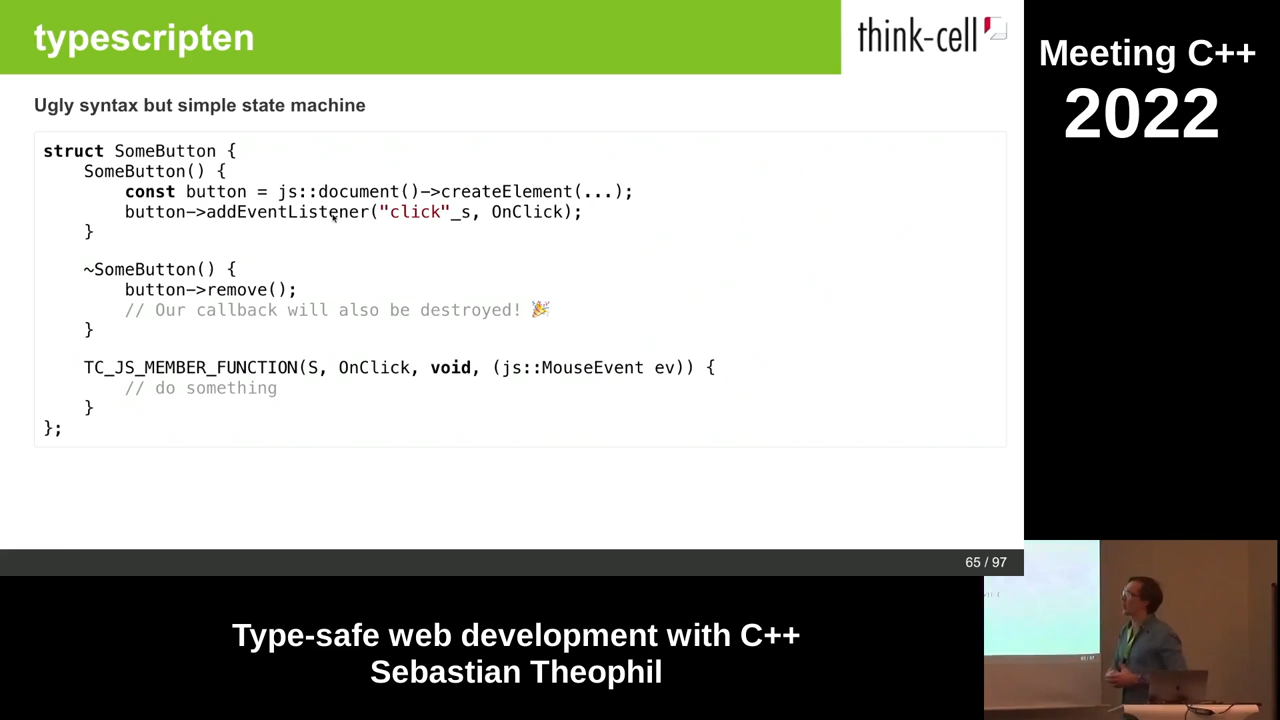 typescripten
think-cell
Meeting C++
2022
Ugly syntax but simple state machine
struct SomeButton {
SomeButton() {
const button = js::document()->createElement(...);
button->addEventListener("click"_s, OnClick);
}
~SomeButton() {
button->remove();
// Our callback will also be destroyed! 🎉
}
TC_JS_MEMBER_FUNCTION(S, OnClick, void, (js::MouseEvent ev)) {
// do something
}
};
65 / 97
Type-safe web development with C++
Sebastian Theophil